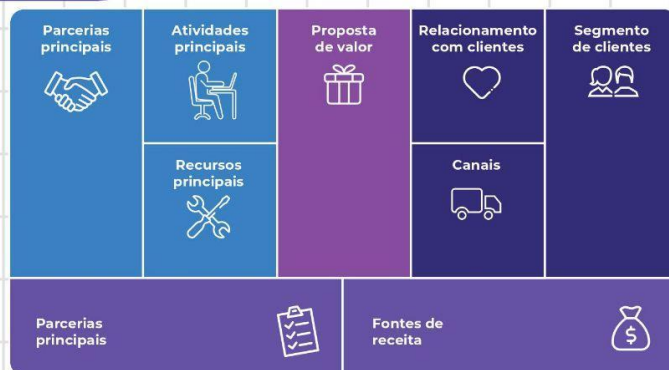 Parcerias
principais
Atividades
principais
Proposta
de valor
Relacionamento
com clientes
Segmento
de clientes
Recursos
principais
Canais
Parcerias
principais
Fontes de
receita
$